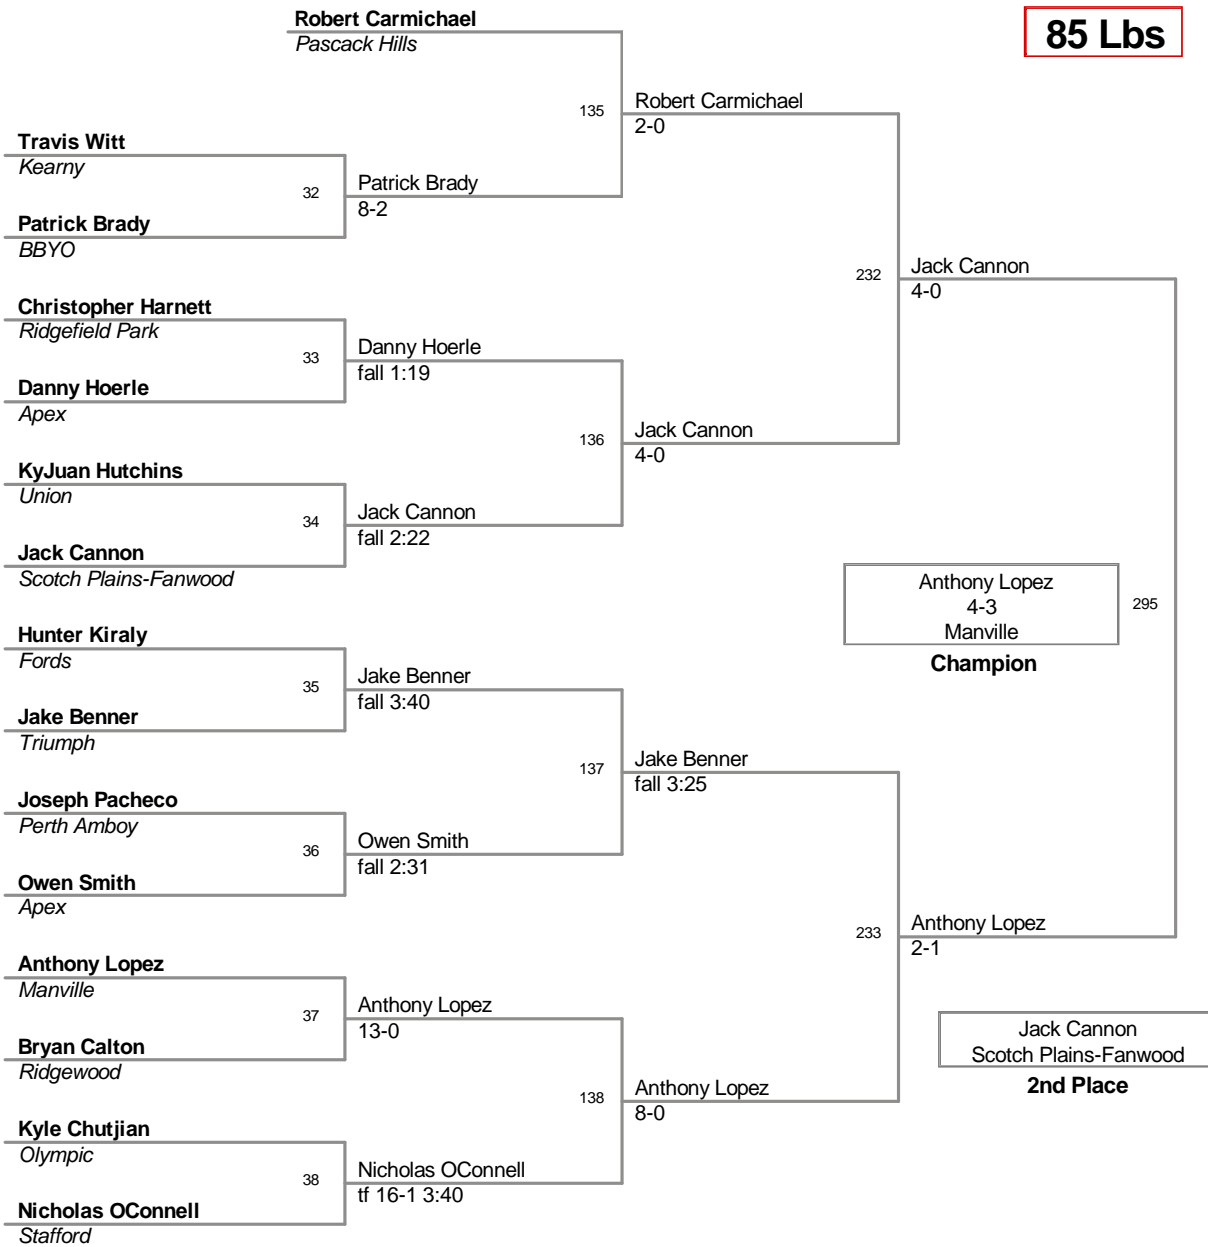 Robert Carmichael
Pascack Hills
85 Lbs
135
Robert Carmichael
2-0
Travis Witt
Kearny
32
Patrick Brady
8-2
Patrick Brady
BBYO
232
Jack Cannon
4-0
Christopher Harnett
Ridgefield Park
33
Danny Hoerle
fall 1:19
Danny Hoerle
Apex
136
Jack Cannon
4-0
KyJuan Hutchins
Union
34
Jack Cannon
fall 2:22
Jack Cannon
Scotch Plains-Fanwood
Anthony Lopez
4-3
Manville
295
Champion
Hunter Kiraly
Fords
35
Jake Benner
fall 3:40
Jake Benner
Triumph
137
Jake Benner
fall 3:25
Joseph Pacheco
Perth Amboy
36
Owen Smith
fall 2:31
Owen Smith
Apex
233
Anthony Lopez
2-1
Anthony Lopez
Manville
37
Anthony Lopez
13-0
Bryan Calton
Ridgewood
Jack Cannon
Scotch Plains-Fanwood
2nd Place
138
Anthony Lopez
8-0
Kyle Chutjian
Olympic
38
Nicholas OConnell
tf 16-1 3:40
Nicholas OConnell
Stafford